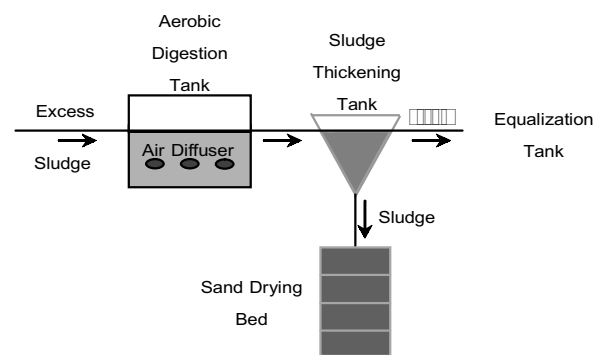 Aerobic
Digestion
Tank
Sludge
Thickening
Tank
Excess
Sludge
Air Diffuser
Equalization
Tank
Sludge
Sand Drying
Bed